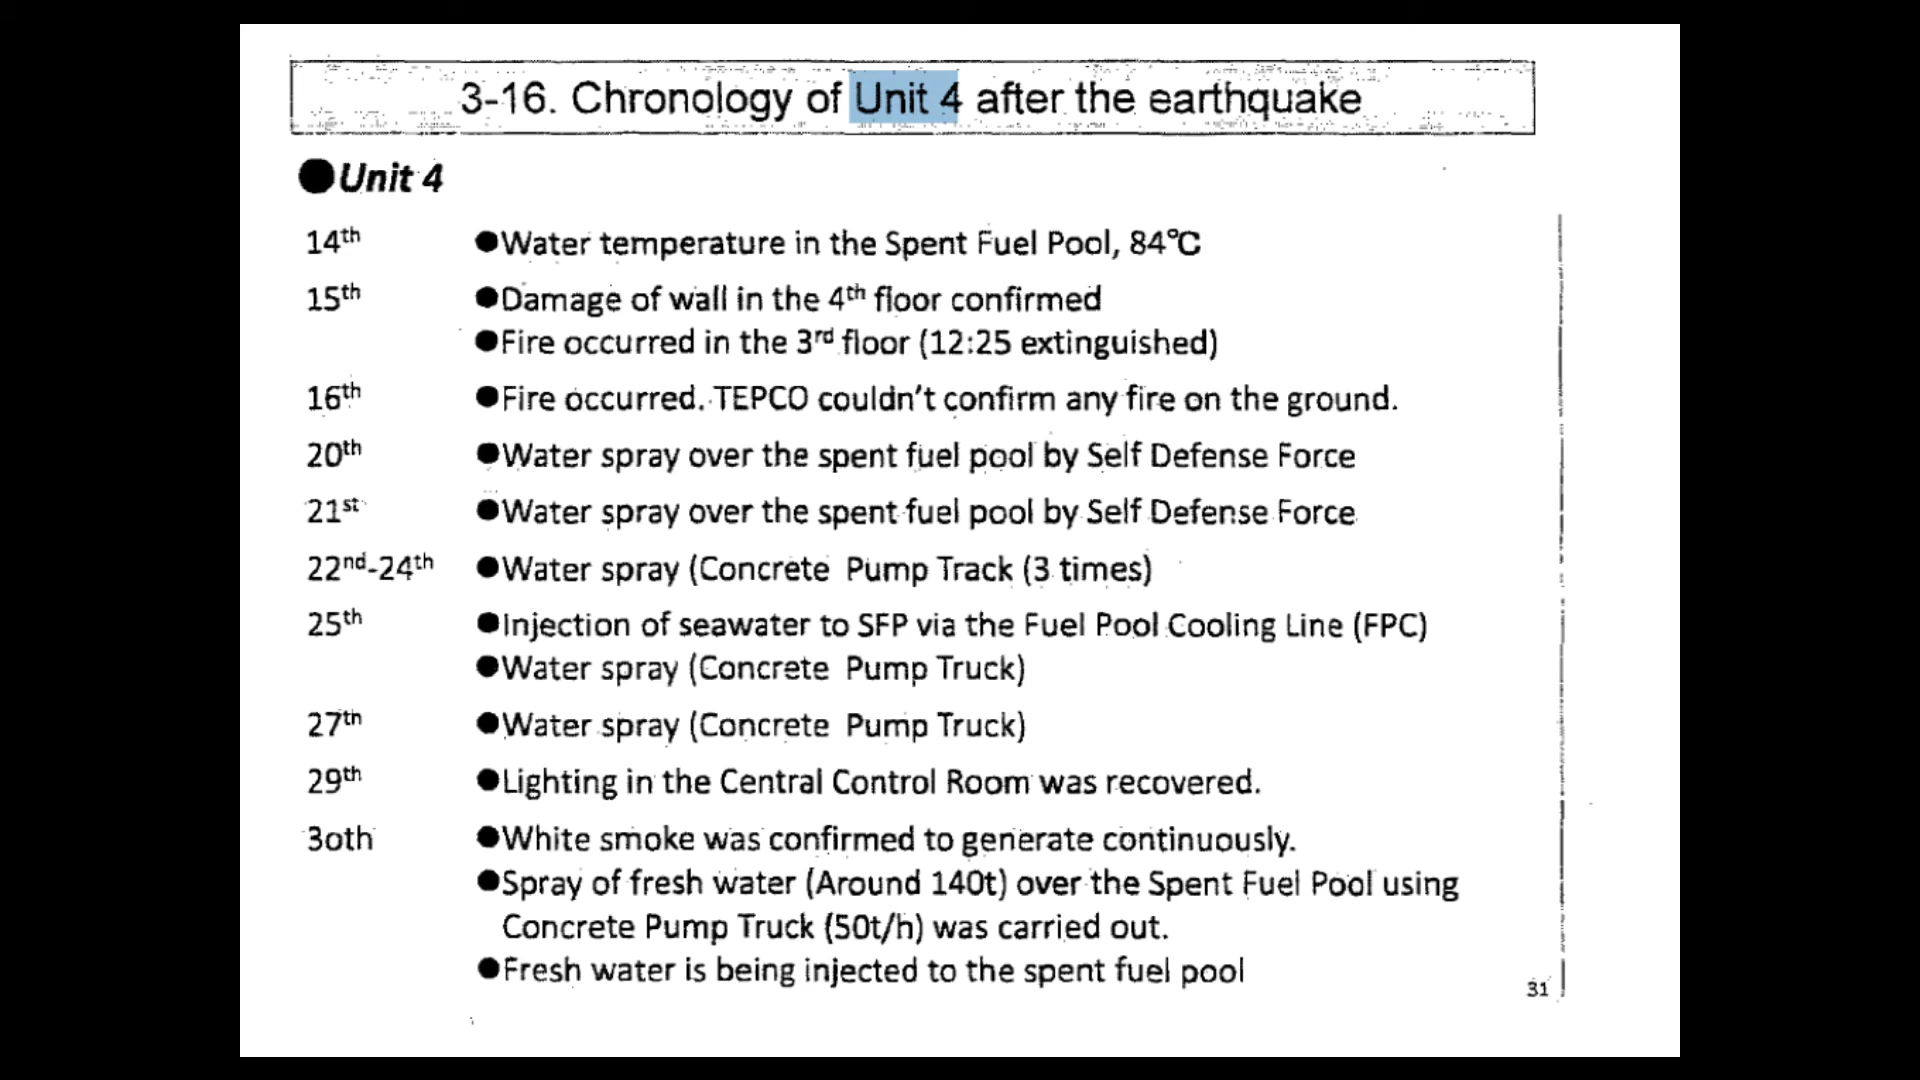 3-16. Chronology of Unit 4 after the earthquake
●Unit 4
14th ●Water temperature in the Spent Fuel Pool, 84℃
15th ●Damage of wall in the 4th floor confirmed
●Fire occurred in the 3rd floor (12:25 extinguished)
16th ●Fire occurred. TEPCO couldn't confirm any fire on the ground.
20th ●Water spray over the spent fuel pool by Self Defense Force
21st ●Water spray over the spent fuel pool by Self Defense Force
22nd-24th ●Water spray (Concrete Pump Track (3 times)
25th ●Injection of seawater to SFP via the Fuel Pool Cooling Line (FPC)
●Water spray (Concrete Pump Truck)
27th ●Water spray (Concrete Pump Truck)
29th ●Lighting in the Central Control Room was recovered.
3oth ●White smoke was confirmed to generate continuously.
●Spray of fresh water (Around 140t) over the Spent Fuel Pool using
Concrete Pump Truck (50t/h) was carried out.
●Fresh water is being injected to the spent fuel pool
31